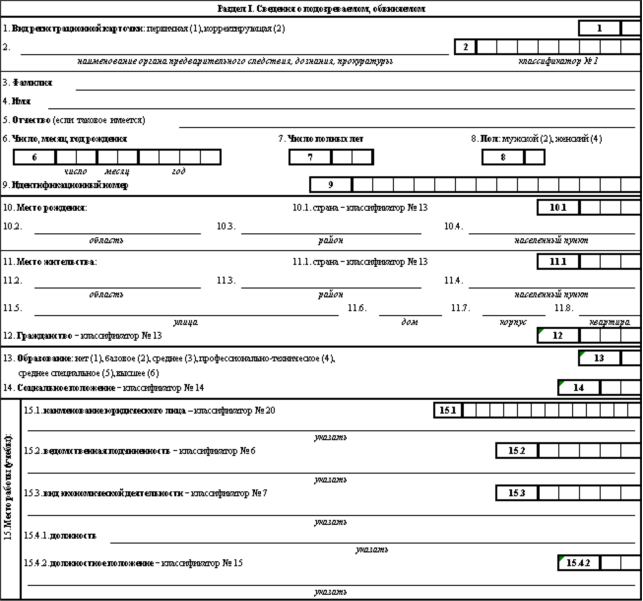 Раздел I. Сведения о подозреваемом, обвиняемом
1. Вид регистрационной карточки: первичная (1), корректирующая (2) 1
2. 2
наименование органа предварительного следствия, дознания, прокуратуры классификатор № 1
3. Фамилия
4. Имя
5. Отчество (если таковое имеется)
6. Число, месяц, год рождения 7. Число полных лет 8. Пол: мужской (2), женский (4)
6 7 8
число месяц год
9. Идентификационный номер 9
10. Место рождения: 10.1. страна – классификатор № 13 10.1
10.2. 10.3. 10.4.
область район населенный пункт
11. Место жительства: 11.1. страна – классификатор № 13 11.1
11.2. 11.3. 11.4.
область район населенный пункт
11.5. 11.6. 11.7. 11.8.
улица дом корпус квартира
12. Гражданство – классификатор № 13 12
13. Образование: нет (1), базовое (2), среднее (3), профессионально-техническое (4), 13
среднее специальное (5), высшее (6)
14. Социальное положение – классификатор № 14 14
15. Место работы (учебы):
15.1. наименование юридического лица – классификатор № 20 15.1
указать
15.2. ведомственная подчиненность – классификатор № 6 15.2
указать
15.3. вид экономической деятельности – классификатор № 7 15.3
указать
15.4.1. должность
указать
15.4.2. должностное положение – классификатор № 15 15.4.2
указать